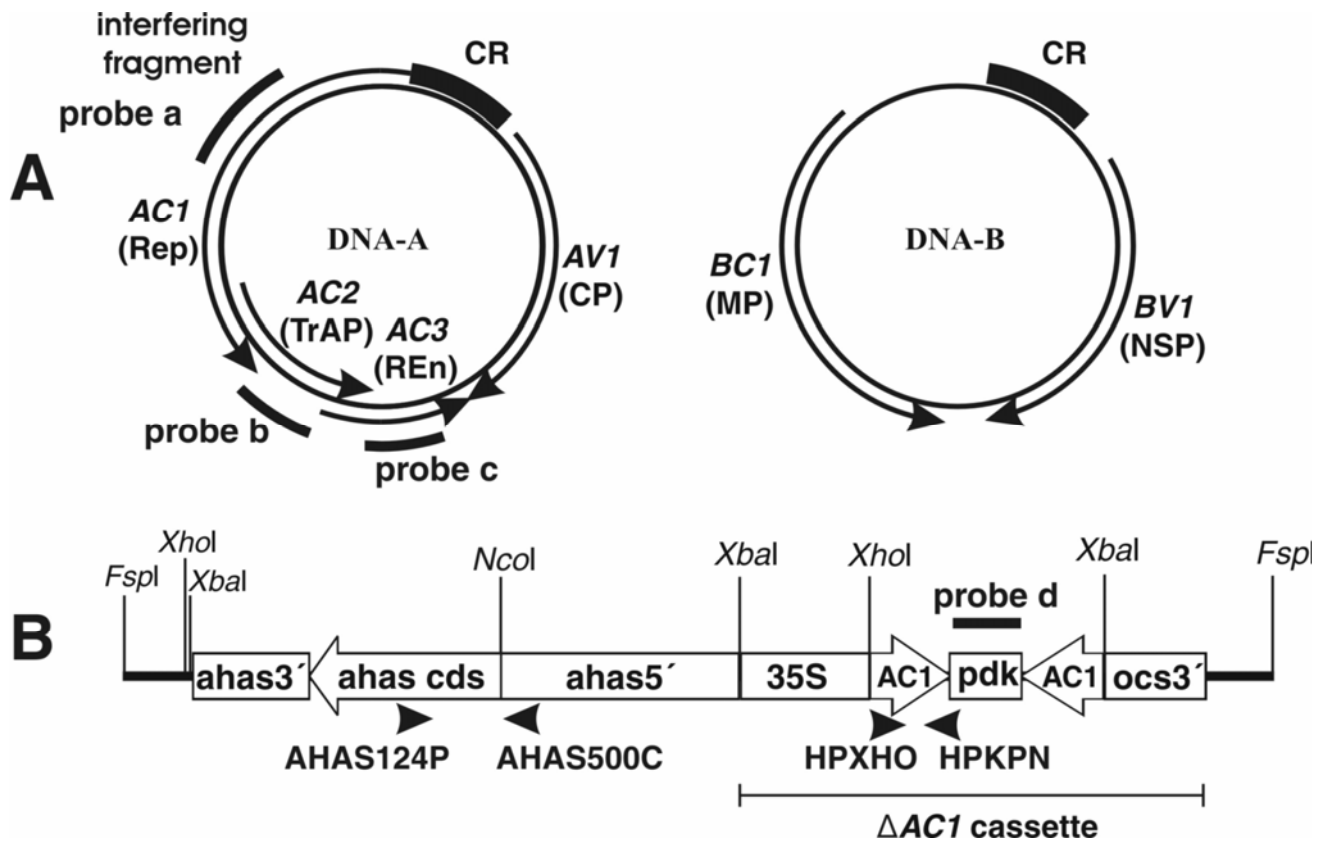 A
interfering
fragment
probe a
CR
AC1
(Rep)
DNA-A
AC2
(TrAP)
AC3
(REn)
AV1
(CP)
probe b
probe c
CR
BC1
(MP)
DNA-B
BV1
(NSP)
B
FspI
XhoI
XbaI
NcoI
XbaI
XhoI
XbaI
FspI
probe d
ahas3´
ahas cds
ahas5´
35S
AC1
pdk
AC1
ocs3´
AHAS124P
AHAS500C
HPXHO
HPKPN
ΔAC1 cassette